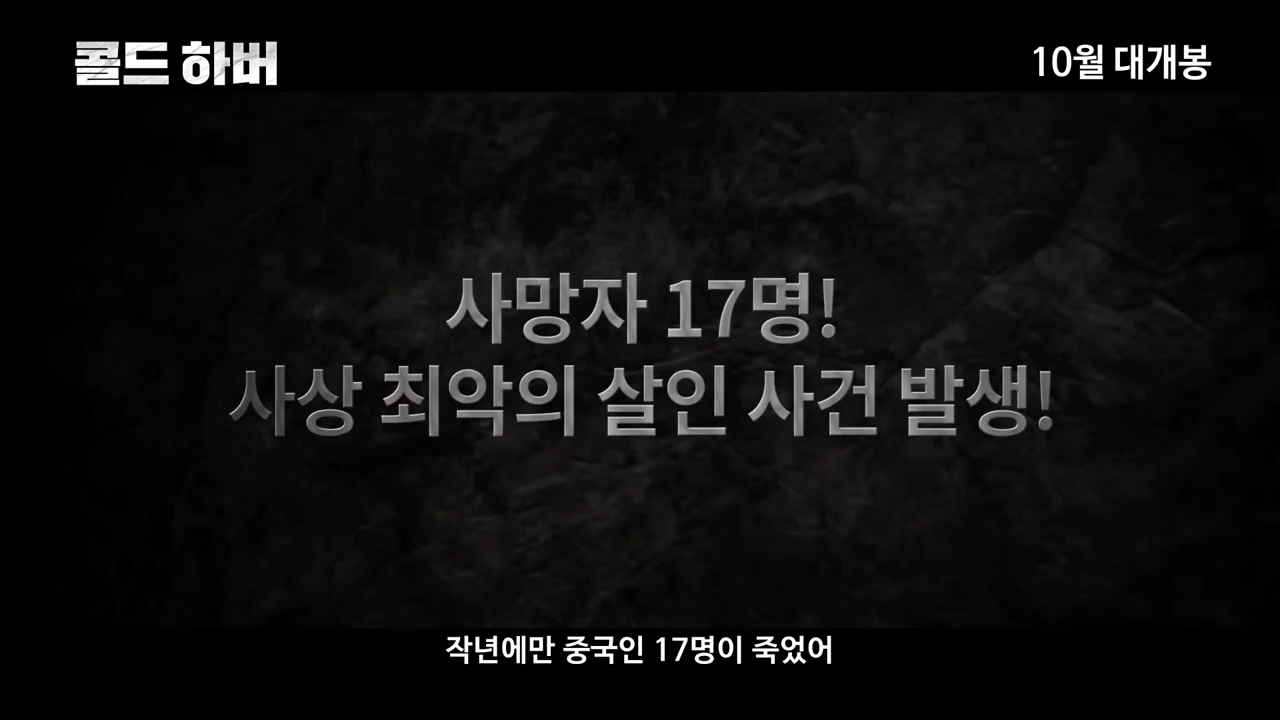 콜드 하버
10월 대개봉
사망자 17명!
사상 최악의 살인 사건 발생!
작년에만 중국인 17명이 죽었어